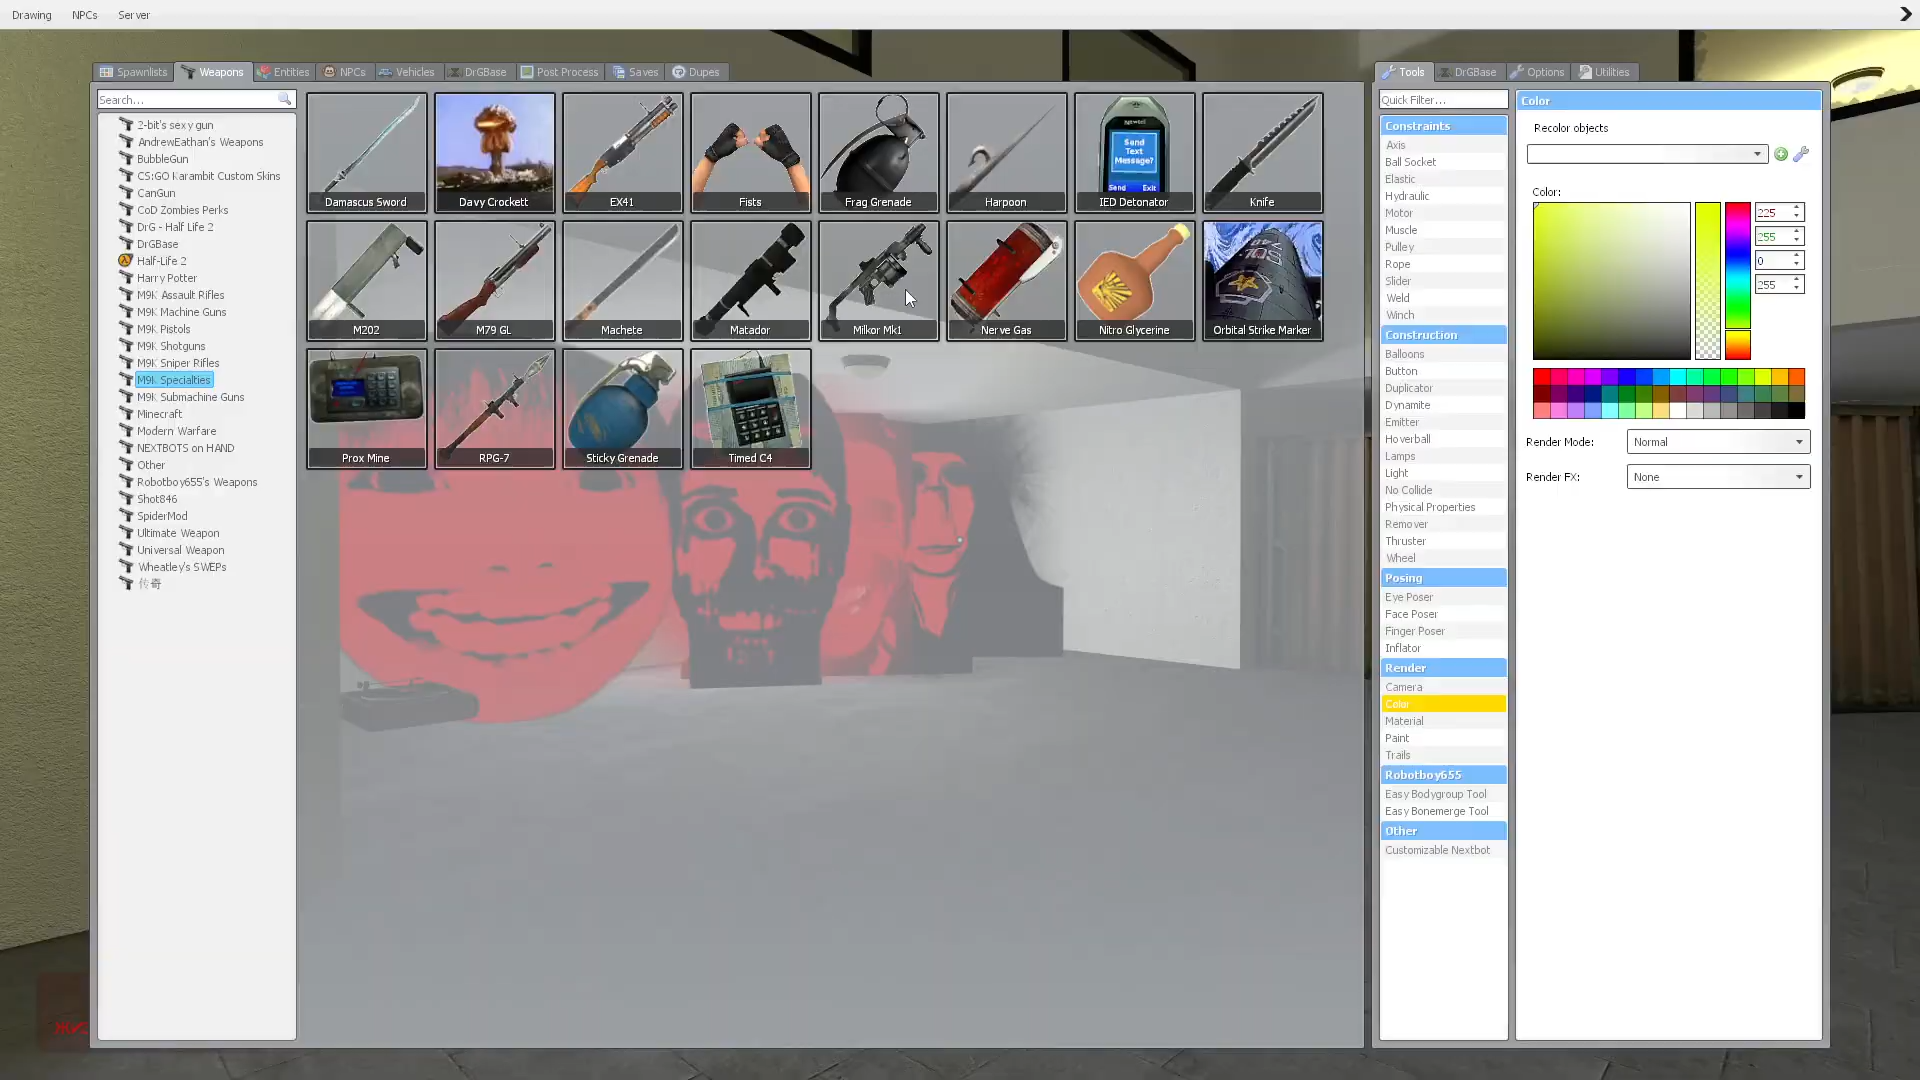 Drawing NPCs Server
Spawnlists Weapons Entities NPCs Vehicles DrGBase Post Process Saves Dupes
Search...
2-bit's sexy gun
AndrewEathan's Weapons
BubbleGun
CS:GO Karambit Custom Skins
CanGun
CoD Zombies Perks
DrG - Half Life 2
DrGBase
Half-Life 2
Harry Potter
M9K Assault Rifles
M9K Machine Guns
M9K Pistols
M9K Shotguns
M9K Sniper Rifles
M9K Specialties
M9K Submachine Guns
Minecraft
Modern Warfare
NEXTBOTS on HAND
Other
Robotboy655's Weapons
Shot846
SpiderMod
Ultimate Weapon
Universal Weapon
Wheatley's SWEPs
传奇
Send
Text
Message?
Send Exit
Damascus Sword Davy Crockett EX41 Fists Frag Grenade Harpoon IED Detonator Knife
M202 M79 GL Machete Matador Milkor Mk1 Nerve Gas Nitro Glycerine Orbital Strike Marker
Prox Mine RPG-7 Sticky Grenade Timed C4
Tools DrGBase Options Utilities
Quick Filter...
Constraints
Axis
Ball Socket
Elastic
Hydraulic
Motor
Muscle
Pulley
Rope
Slider
Weld
Winch
Construction
Balloons
Button
Duplicator
Dynamite
Emitter
Hoverball
Lamps
Light
No Collide
Physical Properties
Remover
Thruster
Wheel
Posing
Eye Poser
Face Poser
Finger Poser
Inflator
Render
Camera
Color
Material
Paint
Trails
Robotboy655
Easy Bodygroup Tool
Easy Bonemerge Tool
Other
Customizable Nextbot
Color
Recolor objects
Color:
225
255
0
255
Render Mode: Normal
Render FX: None